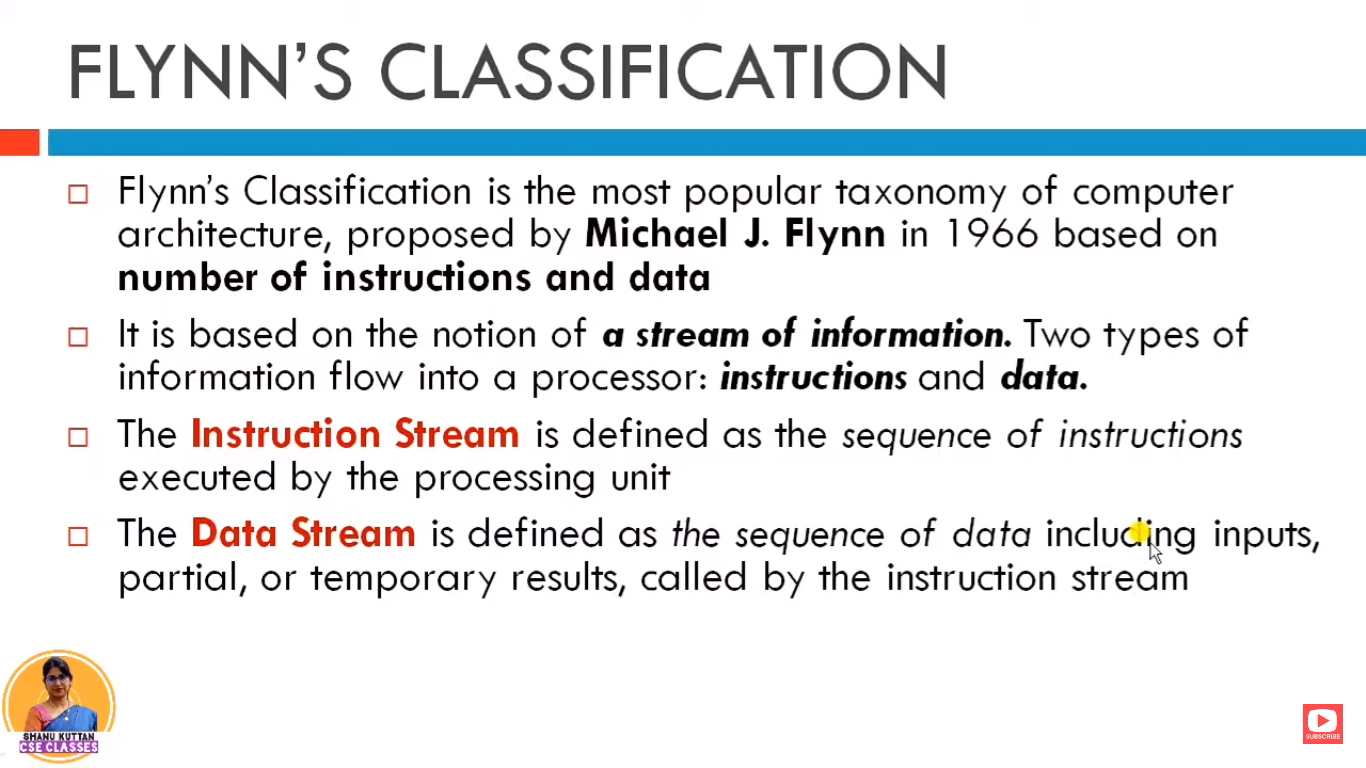 FLYNN’S CLASSIFICATION
Flynn’s Classification is the most popular taxonomy of computer
architecture, proposed by Michael J. Flynn in 1966 based on
number of instructions and data
It is based on the notion of a stream of information. Two types of
information flow into a processor: instructions and data.
The Instruction Stream is defined as the sequence of instructions
executed by the processing unit
The Data Stream is defined as the sequence of data including inputs,
partial, or temporary results, called by the instruction stream
SHANU KUTTAN
CSE CLASSES
SUBSCRIBE